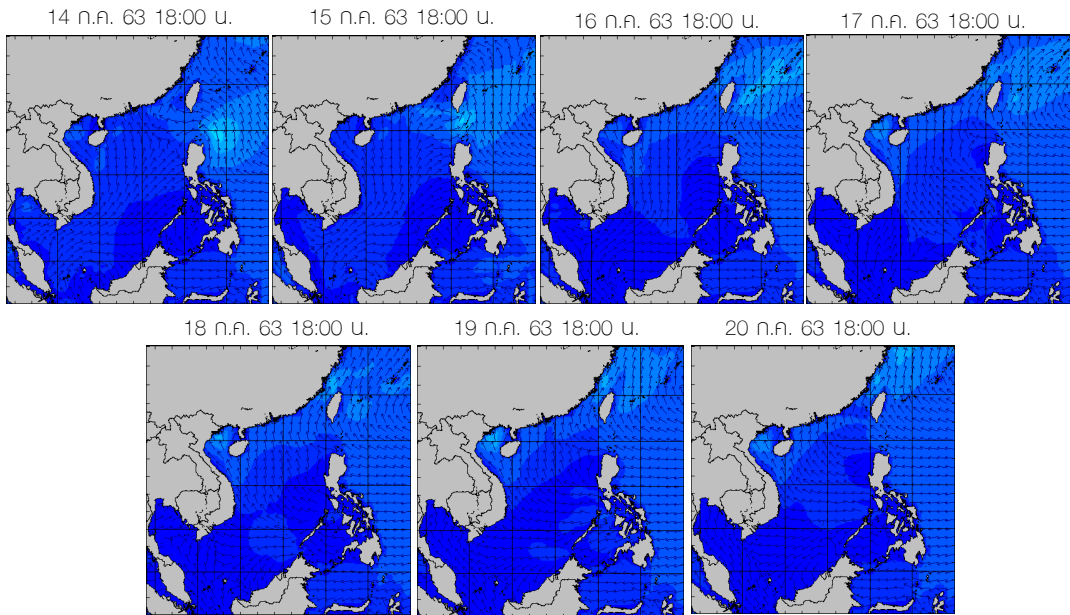 14 ก.ค. 63 18:00 น.
15 ก.ค. 63 18:00 น.
16 ก.ค. 63 18:00 น.
17 ก.ค. 63 18:00 น.
18 ก.ค. 63 18:00 น.
19 ก.ค. 63 18:00 น.
20 ก.ค. 63 18:00 น.